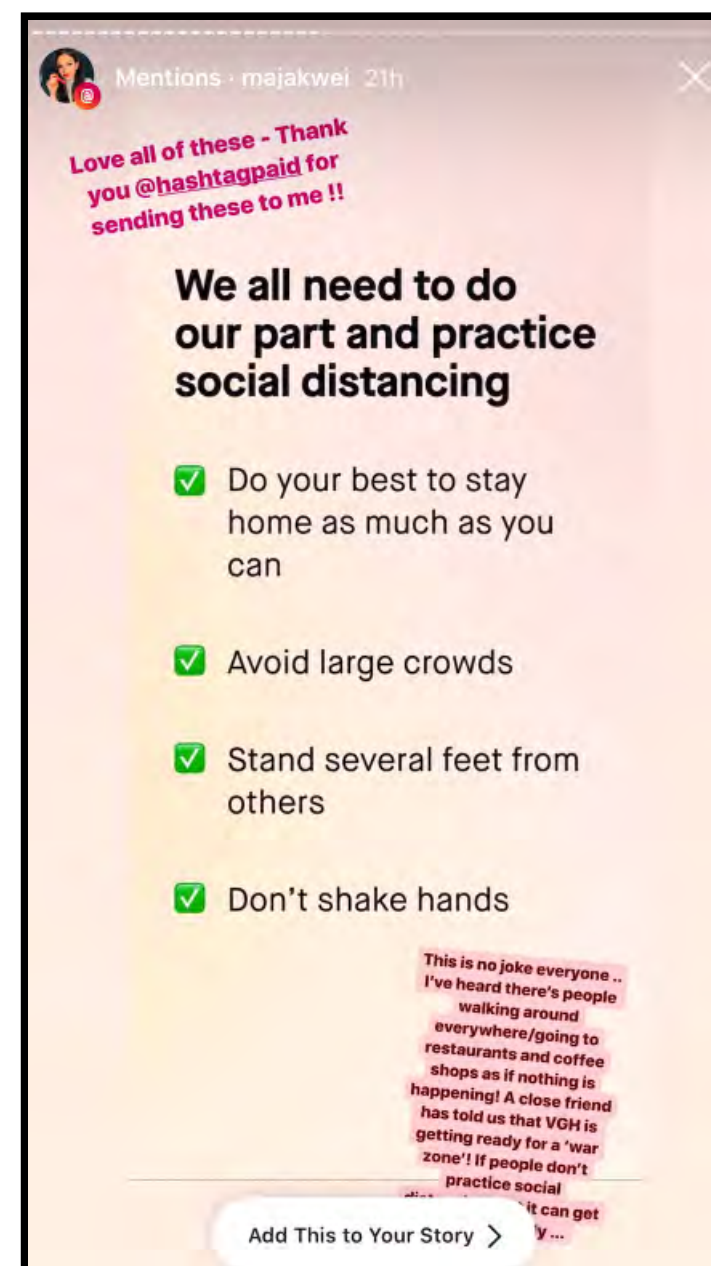 Mentions · majakwei 21h
Love all of these - Thank
you @hashtagpaid for
sending these to me !!
We all need to do
our part and practice
social distancing
✅ Do your best to stay
home as much as you
can
✅ Avoid large crowds
✅ Stand several feet from
others
✅ Don't shake hands
This is no joke everyone ..
I've heard there's people
walking around
everywhere/going to
restaurants and coffee
shops as if nothing is
happening! A close friend
has told us that VGH is
getting ready for a 'war
zone'! If people don't
practice social
it can get
...
Add This to Your Story